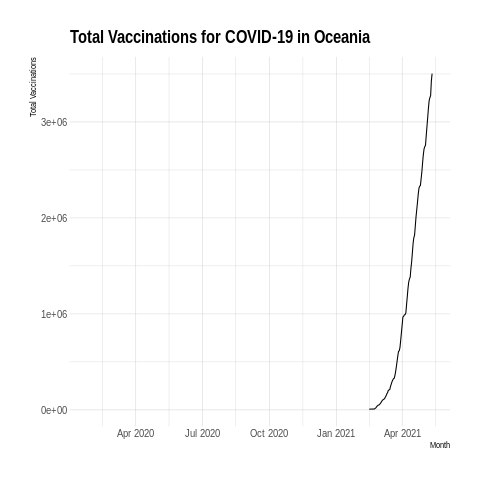 Total Vaccinations for COVID-19 in Oceania
Total Vaccinations
3e+06
2e+06
1e+06
0e+00
Apr 2020 Jul 2020 Oct 2020 Jan 2021 Apr 2021
Month